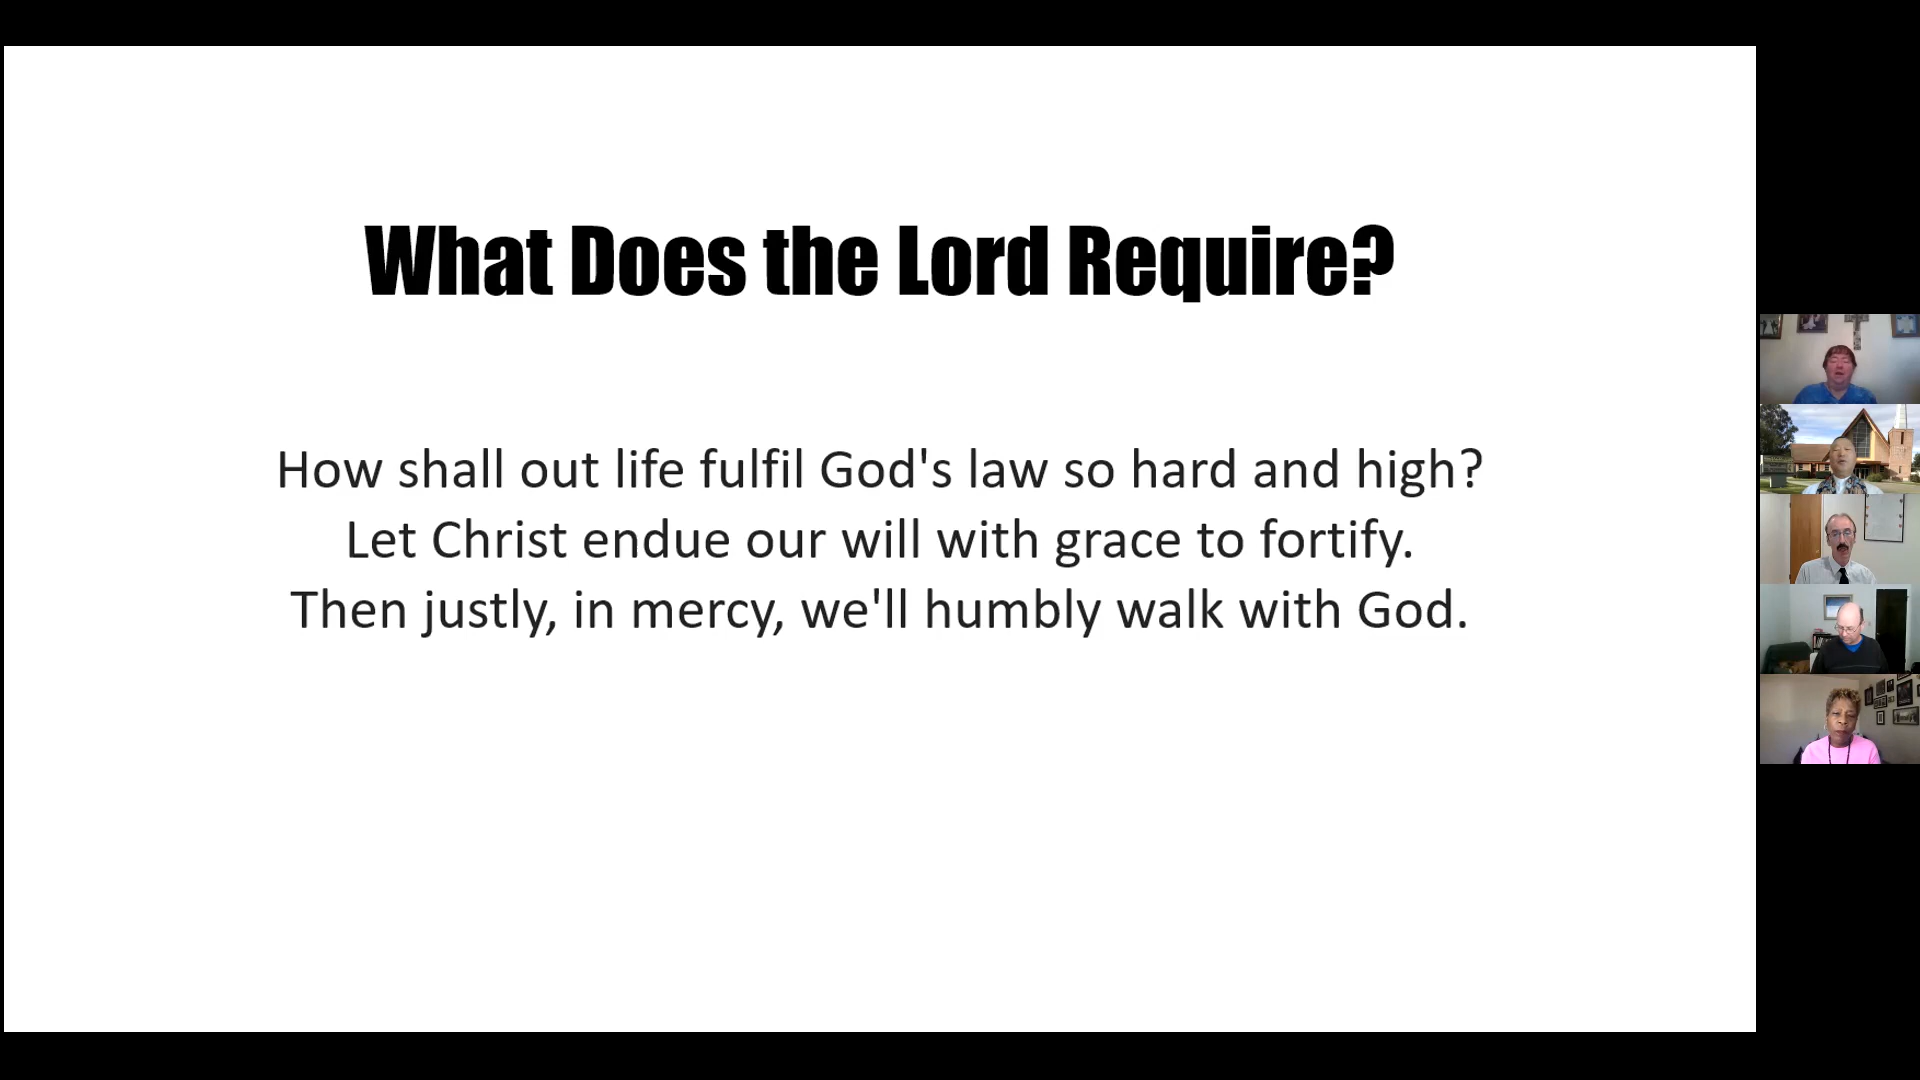 What Does the Lord Require?
How shall out life fulfil God's law so hard and high?
Let Christ endue our will with grace to fortify.
Then justly, in mercy, we'll humbly walk with God.